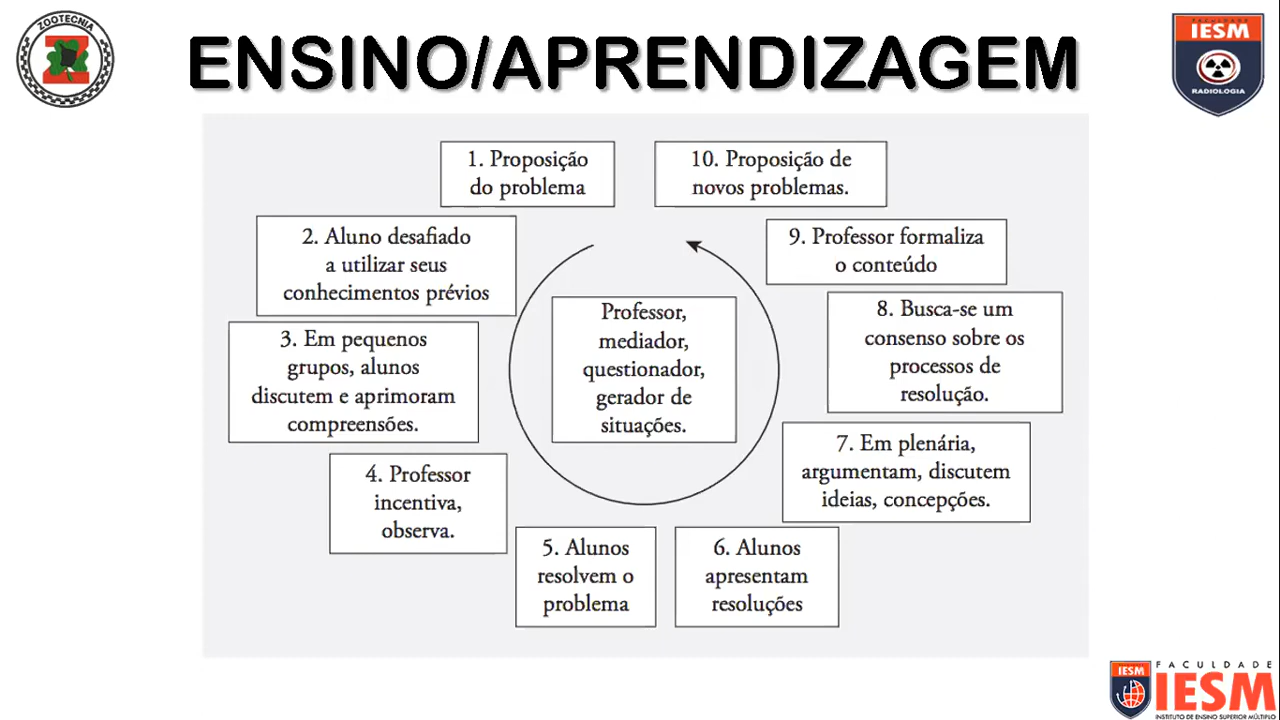 ZOOTECNIA
Z
ENSINO/APRENDIZAGEM
FACULDADE
IESM
RADIOLOGIA
1. Proposição
do problema
2. Aluno desafiado
a utilizar seus
conhecimentos prévios
3. Em pequenos
grupos, alunos
discutem e aprimoram
compreensões.
4. Professor
incentiva,
observa.
5. Alunos
resolvem o
problema
6. Alunos
apresentam
resoluções
7. Em plenária,
argumentam, discutem
ideias, concepções.
8. Busca-se um
consenso sobre os
processos de
resolução.
9. Professor formaliza
o conteúdo
10. Proposição de
novos problemas.
Professor,
mediador,
questionador,
gerador de
situações.
IESM
FACULDADE
IESM
INSTITUTO DE ENSINO SUPERIOR MÚLTIPLO